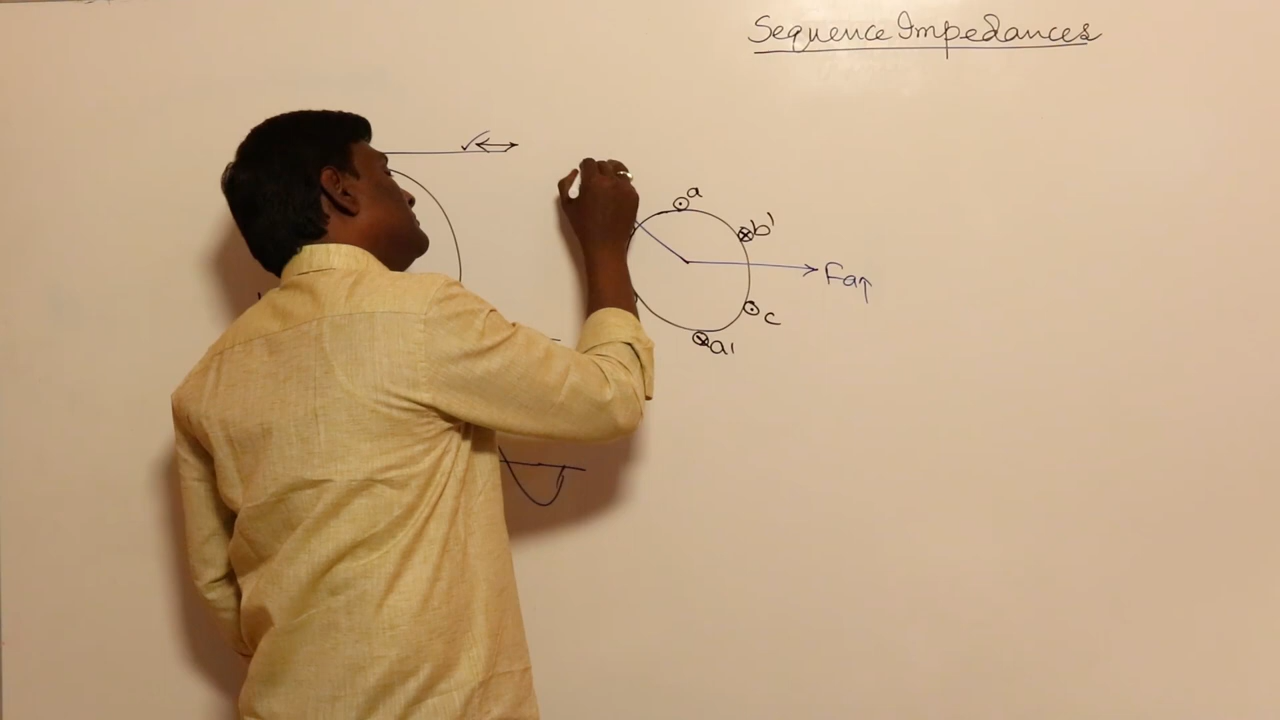 Sequence Impedances
a
b'
Fa↑
c
a'